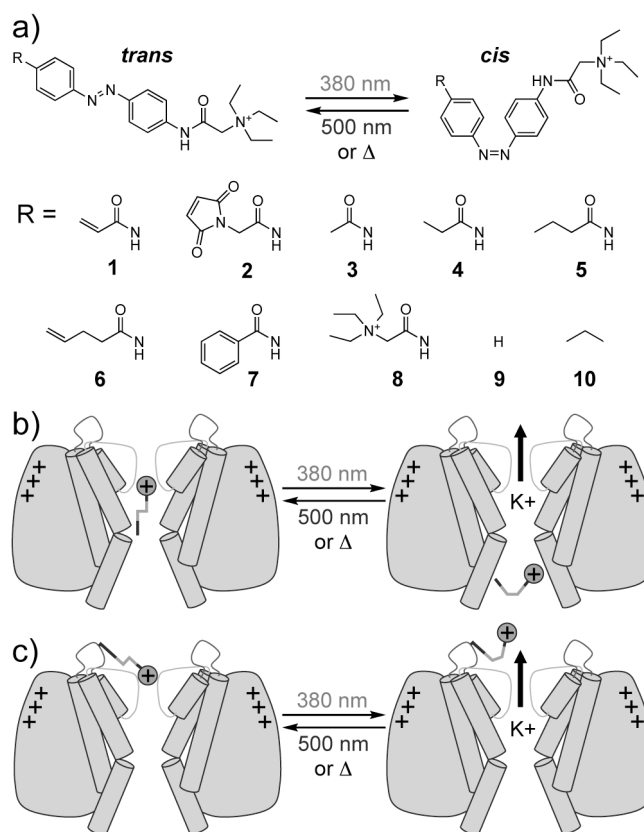 a)
trans
cis
R
N
N
H
N
O
N+
380 nm
500 nm
or Δ
R
HN
O
N+
N=N
R =
O
N
H
1
O
N
O
O
N
H
2
O
N
H
3
O
N
H
4
O
N
H
5
O
N
H
6
O
N
H
7
N+
O
N
H
8
H
9
10
b)
+++
+
+++
380 nm
500 nm
or Δ
+++
K+
+
+++
c)
+++
+
+++
380 nm
500 nm
or Δ
+++
+
K+
+++